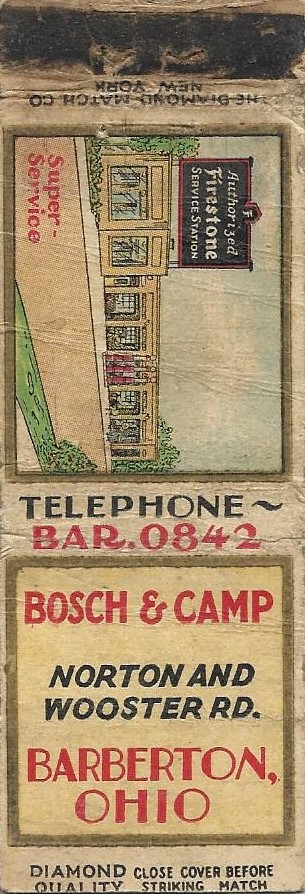 THE DIAMOND MATCH CO
NEW YORK
Authorized
Firestone
SERVICE STATION
Super-
Service
TELEPHONE~
BAR.0842
BOSCH & CAMP
NORTON AND
WOOSTER RD.
BARBERTON,
OHIO
DIAMOND CLOSE COVER BEFORE
QUALITY STRIKING MATCH